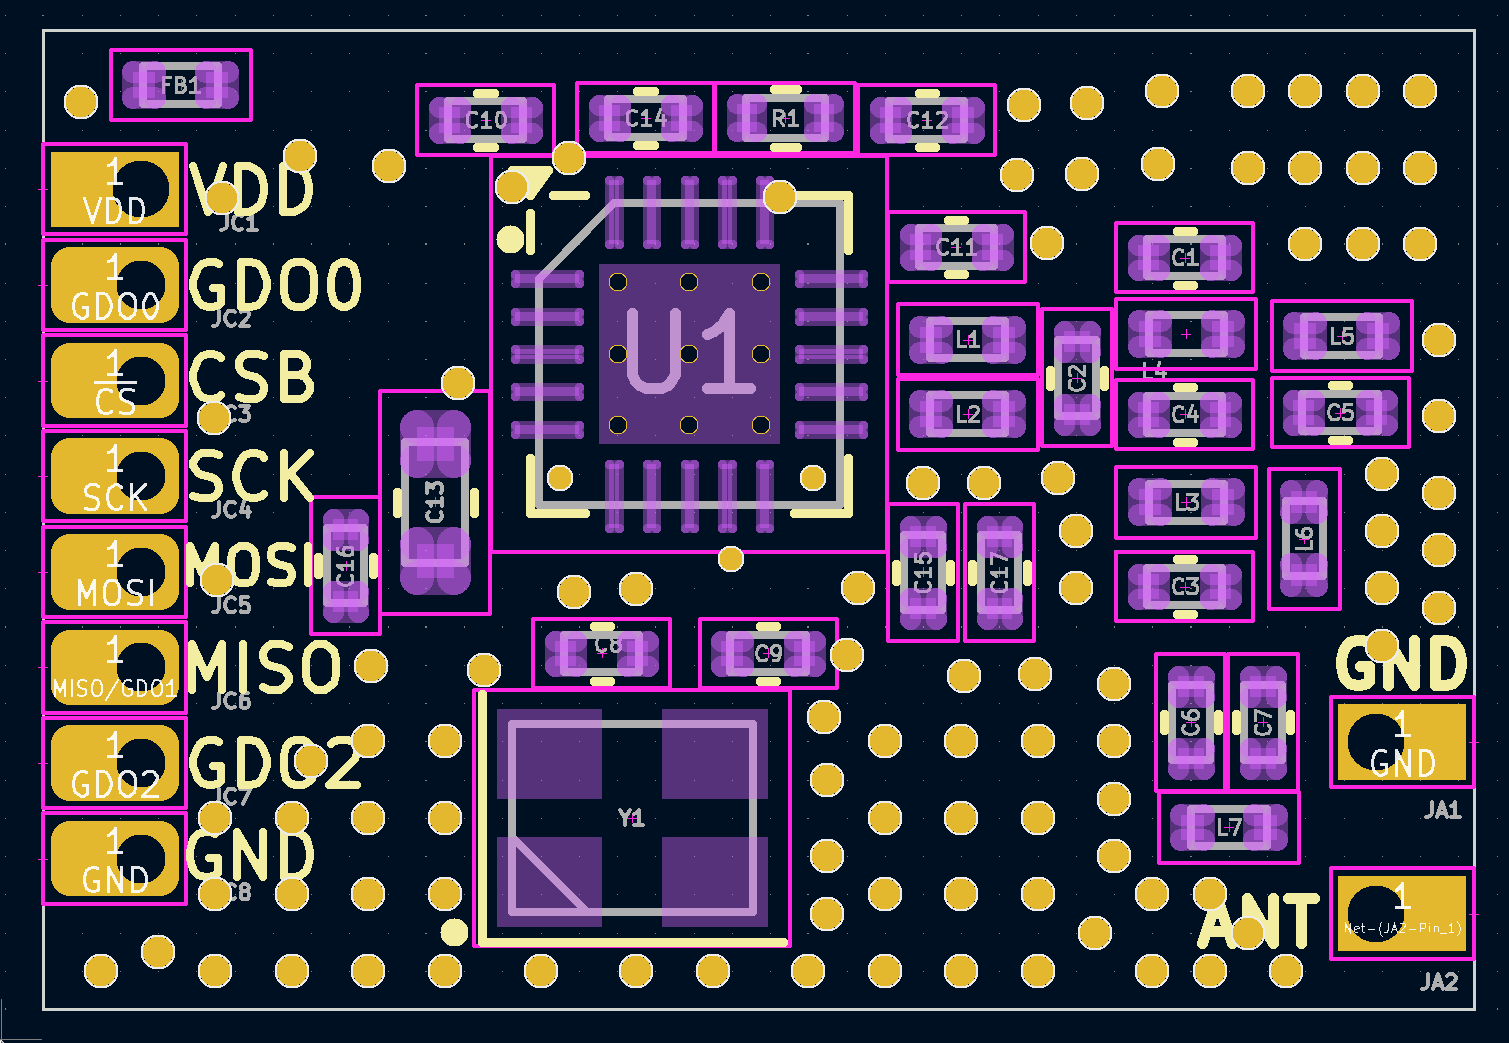 FB1
C10
C14
R1
C12
1
VDD
VDD
JC1
1
GDO0
GDO0
JC2
1
CS
CSB
JC3
1
SCK
SCK
JC4
1
MOSI
MOSI
JC5
1
MISO/GDO1
MISO
JC6
1
GDO2
GDO2
JC7
1
GND
GND
JC8
U1
C11
C1
L1
L2
C2
L4
C4
L5
C5
C13
C16
C15
C17
L3
C3
L6
C8
C9
Y1
C6
C7
L7
GND
1
GND
JA1
ANT
1
Net-(JA2-Pin_1)
JA2